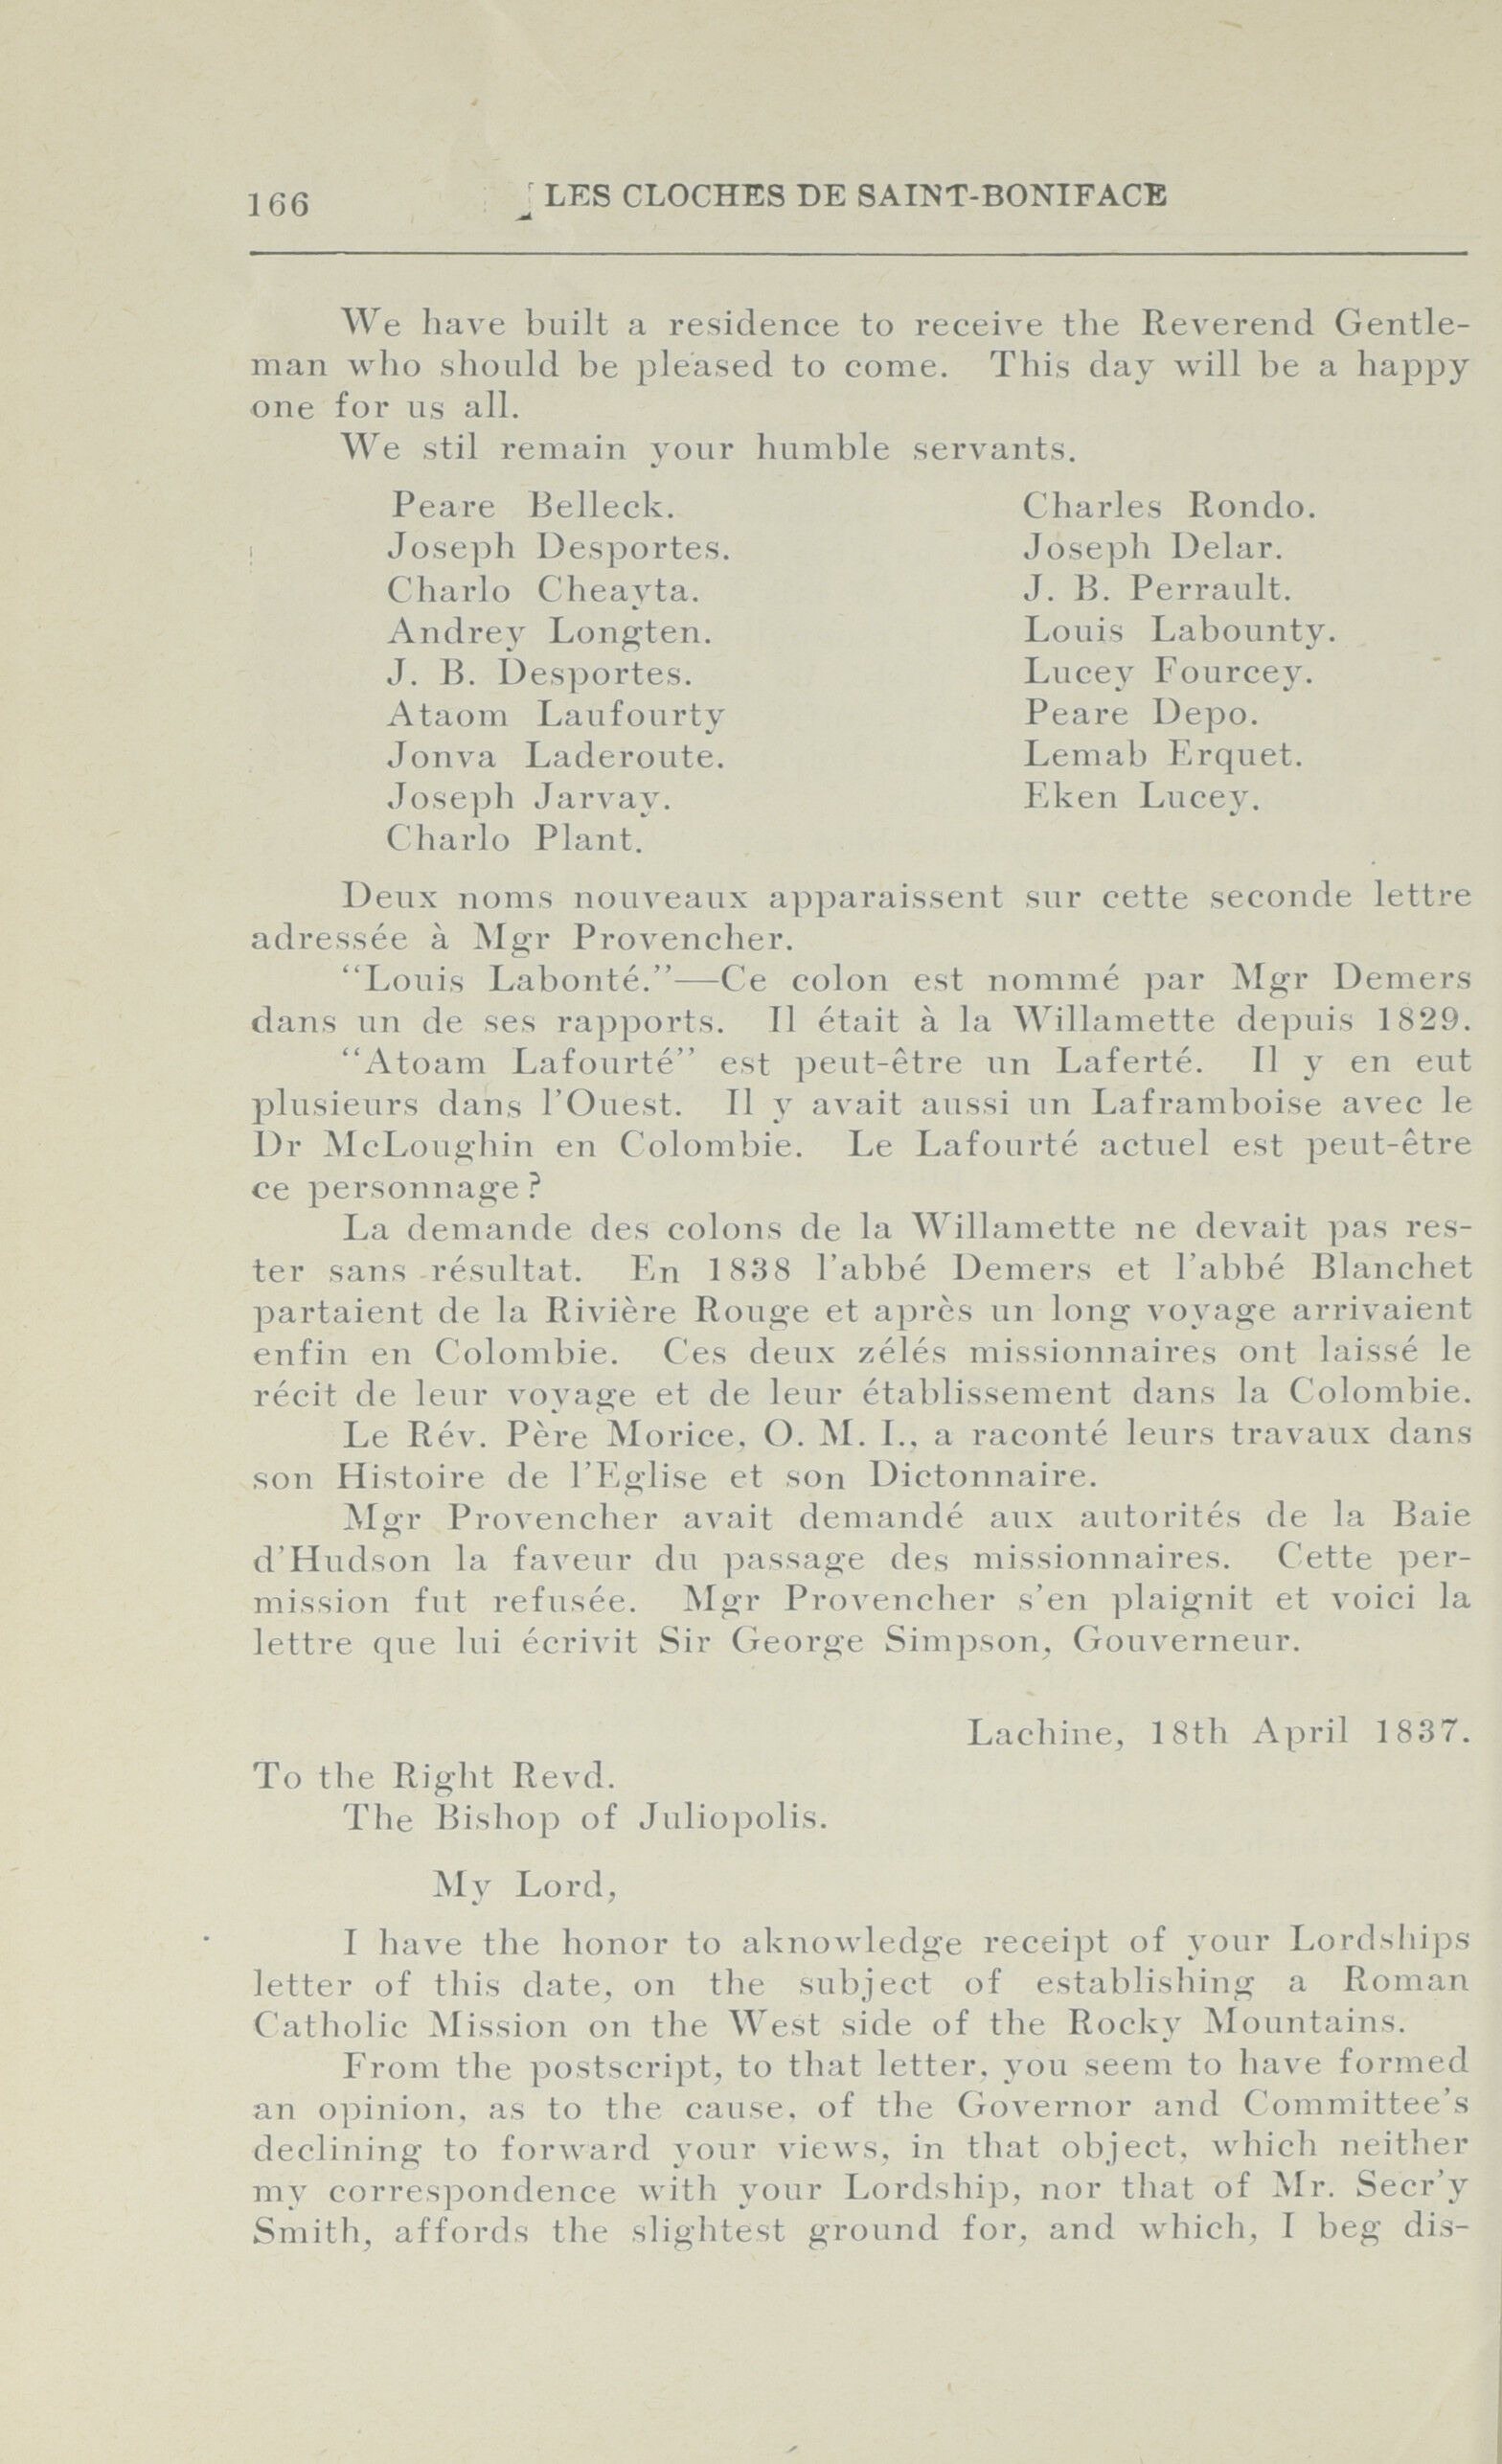 166 LES CLOCHES DE SAINT-BONIFACE
We have built a residence to receive the Reverend Gentle-
man who should be pleased to come. This day will be a happy
one for us all.
We stil remain your humble servants.
Peare Belleck. Charles Rondo.
Joseph Desportes. Joseph Delar.
Charlo Cheayta. J. B. Perrault.
Andrey Longten. Louis Labounty.
J. B. Desportes. Lucey Fourcey.
Ataom Laufourty Peare Depo.
Jonva Laderoute. Lemab Erquet.
Joseph Jarvay. Eken Lucey.
Charlo Plant.
Deux noms nouveaux apparaissent sur cette seconde lettre
adressée à Mgr Provencher.
“Louis Labonté.”—Ce colon est nommé par Mgr Demers
dans un de ses rapports. Il était à la Willamette depuis 1829.
“Atoam Lafourté” est peut-être un Laferté. Il y en eut
plusieurs dans l'Ouest. Il y avait aussi un Laframboise avec le
Dr McLoughin en Colombie. Le Lafourté actuel est peut-être
ce personnage?
La demande des colons de la Willamette ne devait pas res-
ter sans résultat. En 1838 l'abbé Demers et l'abbé Blanchet
partaient de la Rivière Rouge et après un long voyage arrivaient
enfin en Colombie. Ces deux zélés missionnaires ont laissé le
récit de leur voyage et de leur établissement dans la Colombie.
Le Rév. Père Morice, O. M. I., a raconté leurs travaux dans
son Histoire de l'Eglise et son Dictonnaire.
Mgr Provencher avait demandé aux autorités de la Baie
d'Hudson la faveur du passage des missionnaires. Cette per-
mission fut refusée. Mgr Provencher s'en plaignit et voici la
lettre que lui écrivit Sir George Simpson, Gouverneur.
Lachine, 18th April 1837.
To the Right Revd.
The Bishop of Juliopolis.
My Lord,
I have the honor to aknowledge receipt of your Lordships
letter of this date, on the subject of establishing a Roman
Catholic Mission on the West side of the Rocky Mountains.
From the postscript, to that letter, you seem to have formed
an opinion, as to the cause, of the Governor and Committee's
declining to forward your views, in that object, which neither
my correspondence with your Lordship, nor that of Mr. Secr'y
Smith, affords the slightest ground for, and which, I beg dis-